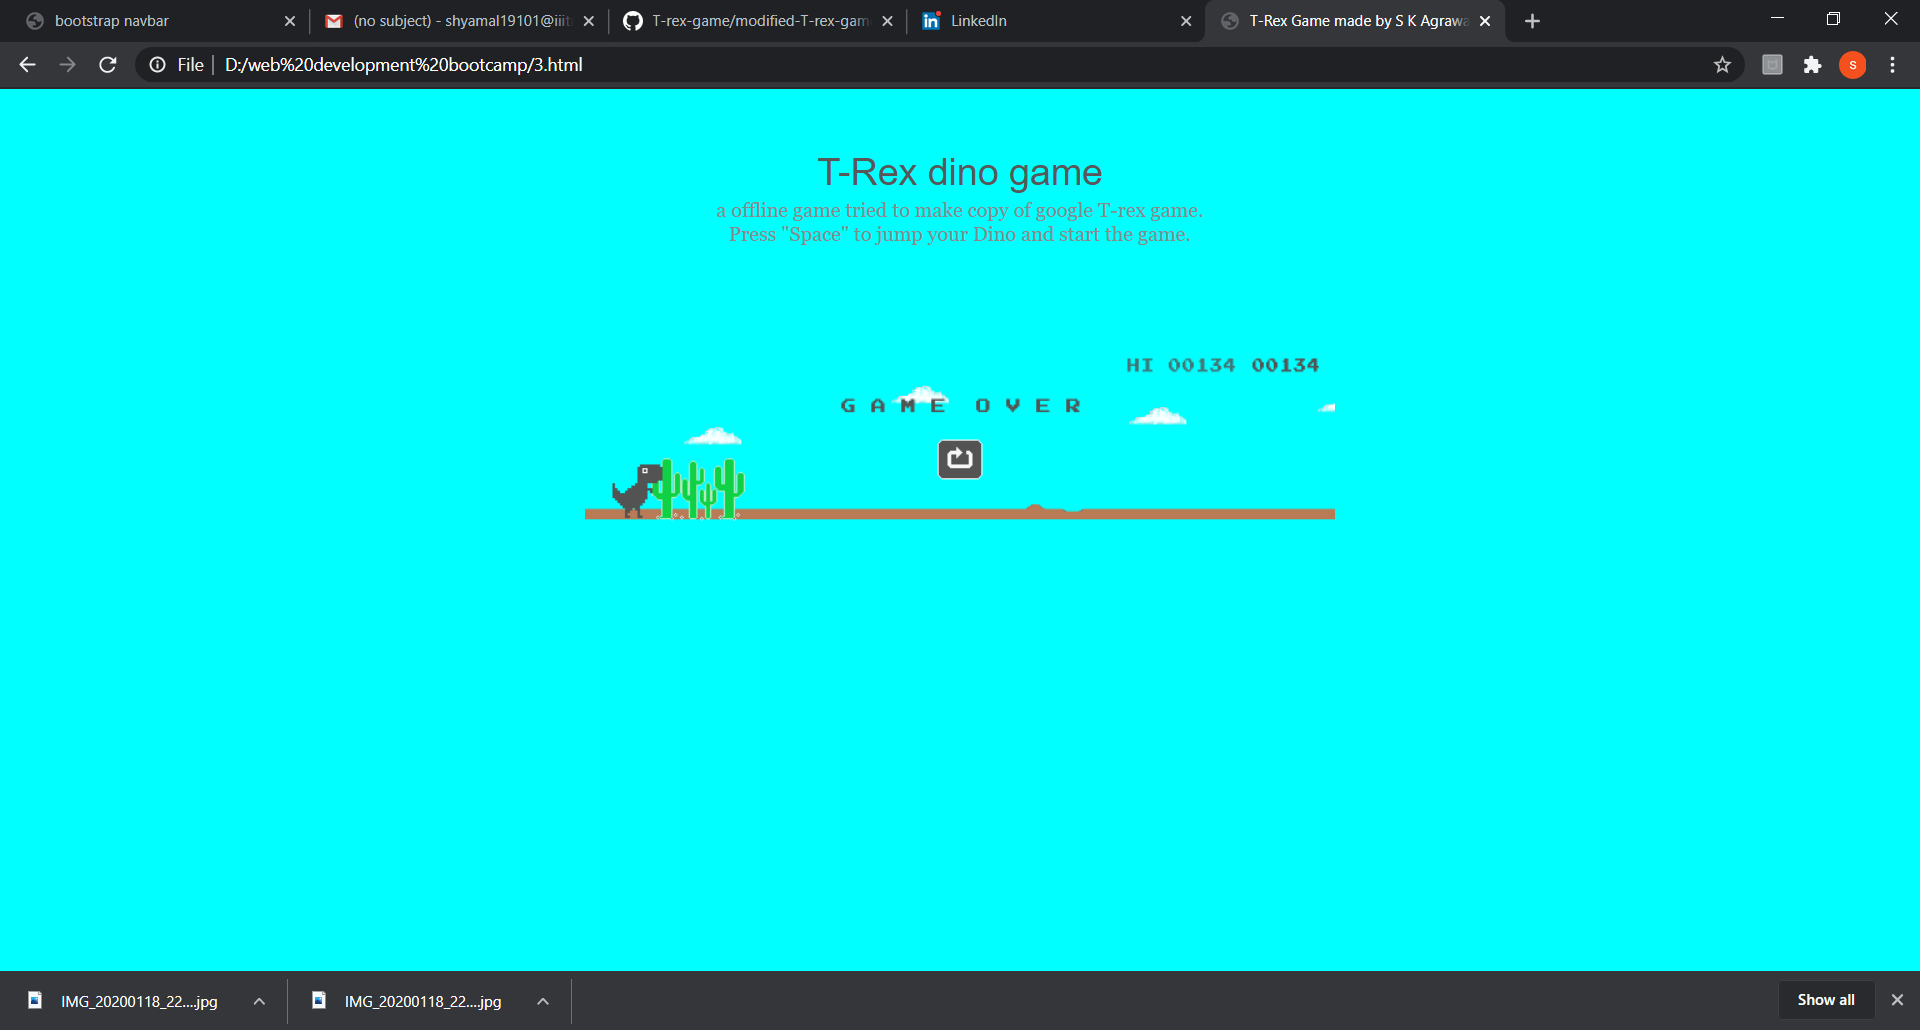 bootstrap navbar
(no subject) - shyamal19101@iiit
T-rex-game/modified-T-rex-gam
LinkedIn
T-Rex Game made by S K Agrawa
File
D:/web%20development%20bootcamp/3.html
s
T-Rex dino game
a offline game tried to make copy of google T-rex game.
Press "Space" to jump your Dino and start the game.
HI 00134 00134
GAME OVER
IMG_20200118_22....jpg
IMG_20200118_22....jpg
Show all